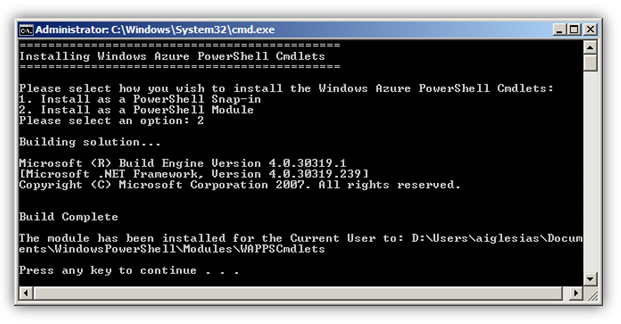 Administrator: C:\Windows\System32\cmd.exe
========================================
Installing Windows Azure PowerShell Cmdlets
========================================
Please select how you wish to install the Windows Azure PowerShell Cmdlets:
1. Install as a PowerShell Snap-in
2. Install as a PowerShell Module
Please select an option: 2
Building solution...
Microsoft (R) Build Engine Version 4.0.30319.1
[Microsoft .NET Framework, Version 4.0.30319.239]
Copyright (C) Microsoft Corporation 2007. All rights reserved.
Build Complete
The module has been installed for the Current User to: D:\Users\aiglesias\Docum
ents\WindowsPowerShell\Modules\WAPPSCmdlets
Press any key to continue . . .